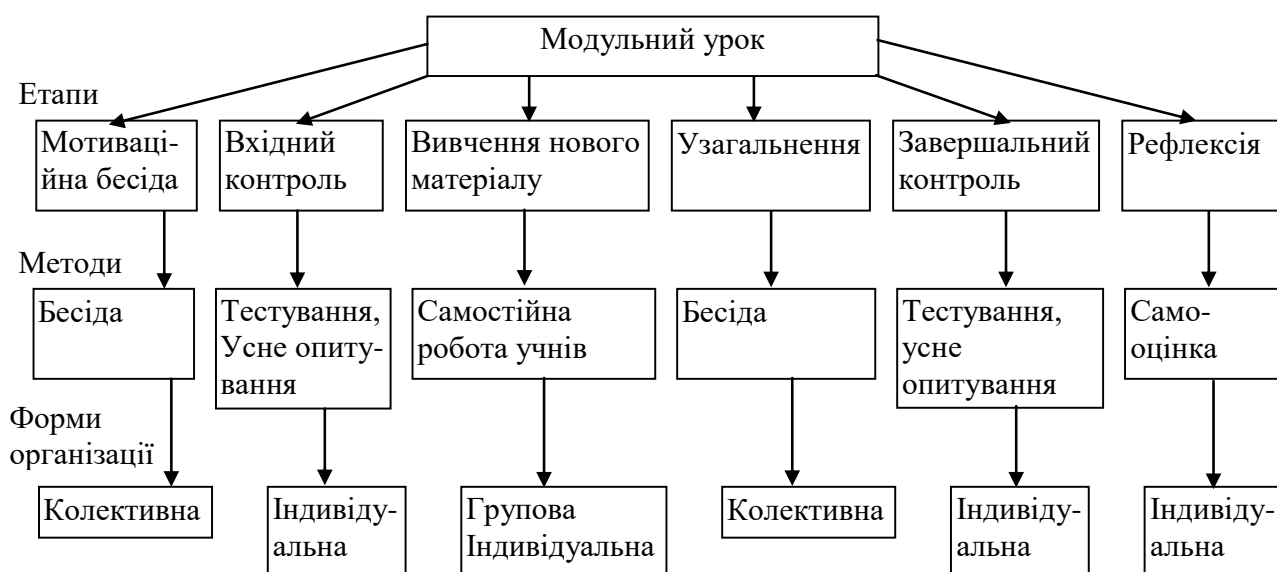 Модульний урок
Етапи
Мотиваці-
йна бесіда
Вхідний
контроль
Вивчення нового
матеріалу
Узагальнення
Завершальний
контроль
Рефлексія
Методи
Бесіда
Тестування,
Усне опиту-
вання
Самостійна
робота учнів
Бесіда
Тестування,
усне
опитування
Само-
оцінка
Форми
організації
Колективна
Індивіду-
альна
Групова
Індивідуальна
Колективна
Індивіду-
альна
Індивіду-
альна